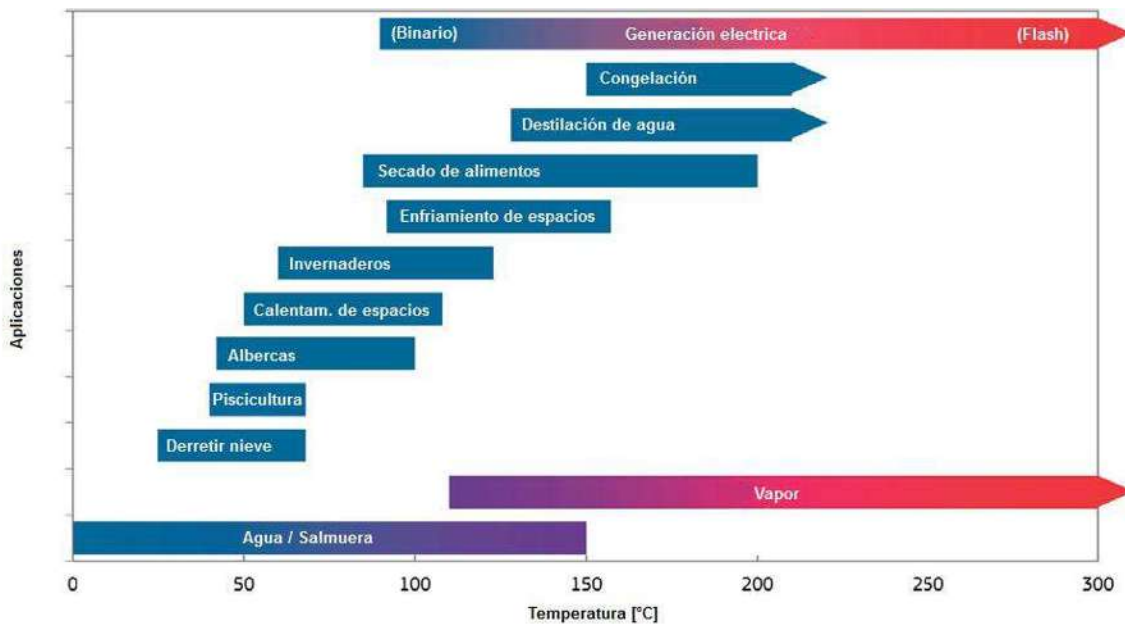 (Binario) Generación electrica (Flash)
Congelación
Destilación de agua
Secado de alimentos
Enfriamiento de espacios
Invernaderos
Calentam. de espacios
Albercas
Piscicultura
Derretir nieve
Vapor
Agua / Salmuera
Aplicaciones
0 50 100 150 200 250 300
Temperatura [°C]